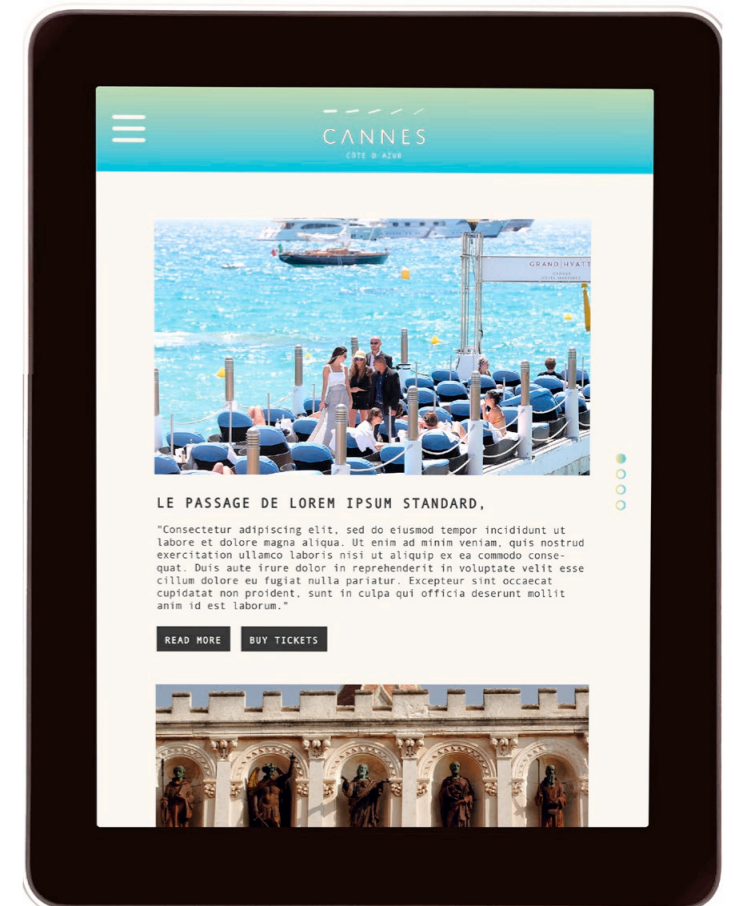 CANNES
CÔTE D'AZUR
GRAND|HYATT
LE PASSAGE DE LOREM IPSUM STANDARD,
"Consectetur adipiscing elit, sed do eiusmod tempor incididunt ut
labore et dolore magna aliqua. Ut enim ad minim veniam, quis nostrud
exercitation ullamco laboris nisi ut aliquip ex ea commodo conse-
quat. Duis aute irure dolor in reprehenderit in voluptate velit esse
cillum dolore eu fugiat nulla pariatur. Excepteur sint occaecat
cupidatat non proident, sunt in culpa qui officia deserunt mollit
anim id est laborum."
READ MORE BUY TICKETS